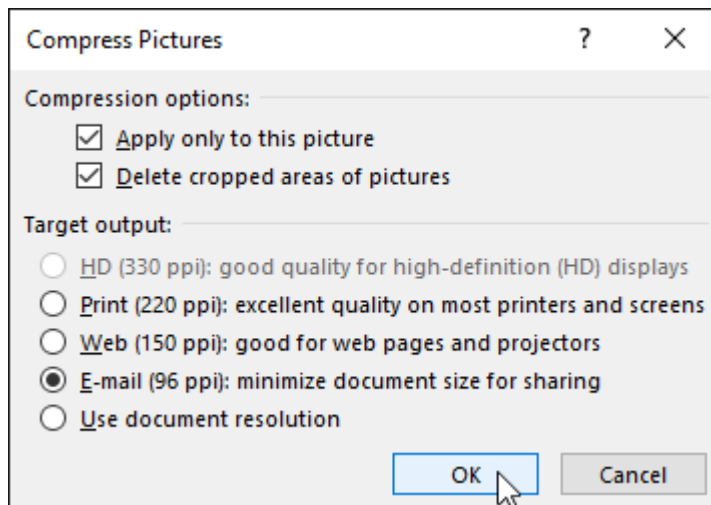 Compress Pictures ?
Compression options:
Apply only to this picture
Delete cropped areas of pictures
Target output:
HD (330 ppi): good quality for high-definition (HD) displays
Print (220 ppi): excellent quality on most printers and screens
Web (150 ppi): good for web pages and projectors
E-mail (96 ppi): minimize document size for sharing
Use document resolution
OK Cancel